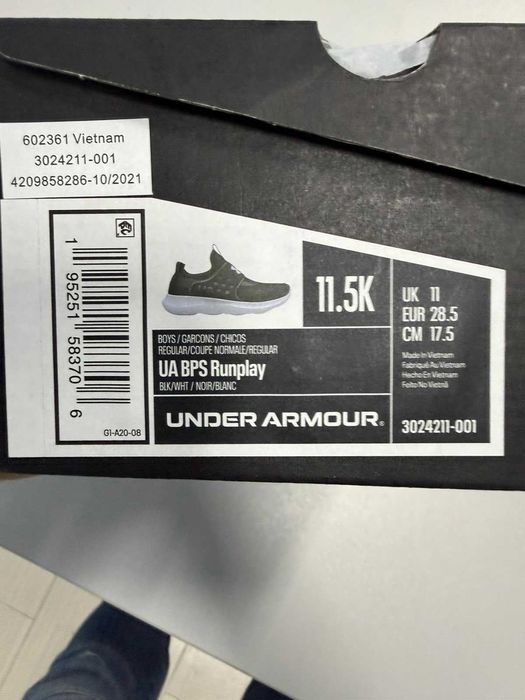 602361 Vietnam
3024211-001
4209858286-10/2021
1 95251 58370 6
G1-A20-08
11.5K
BOYS / GARCONS / CHICOS
REGULAR/COUPE NORMALE/REGULAR
UA BPS Runplay
BLK/WHT / NOIR/BLANC
UNDER ARMOUR®
UK 11
EUR 28.5
CM 17.5
Made In Vietnam
Fabriqué Au Vietnam
Hecho En Vietnam
Feito No Vietnã
3024211-001